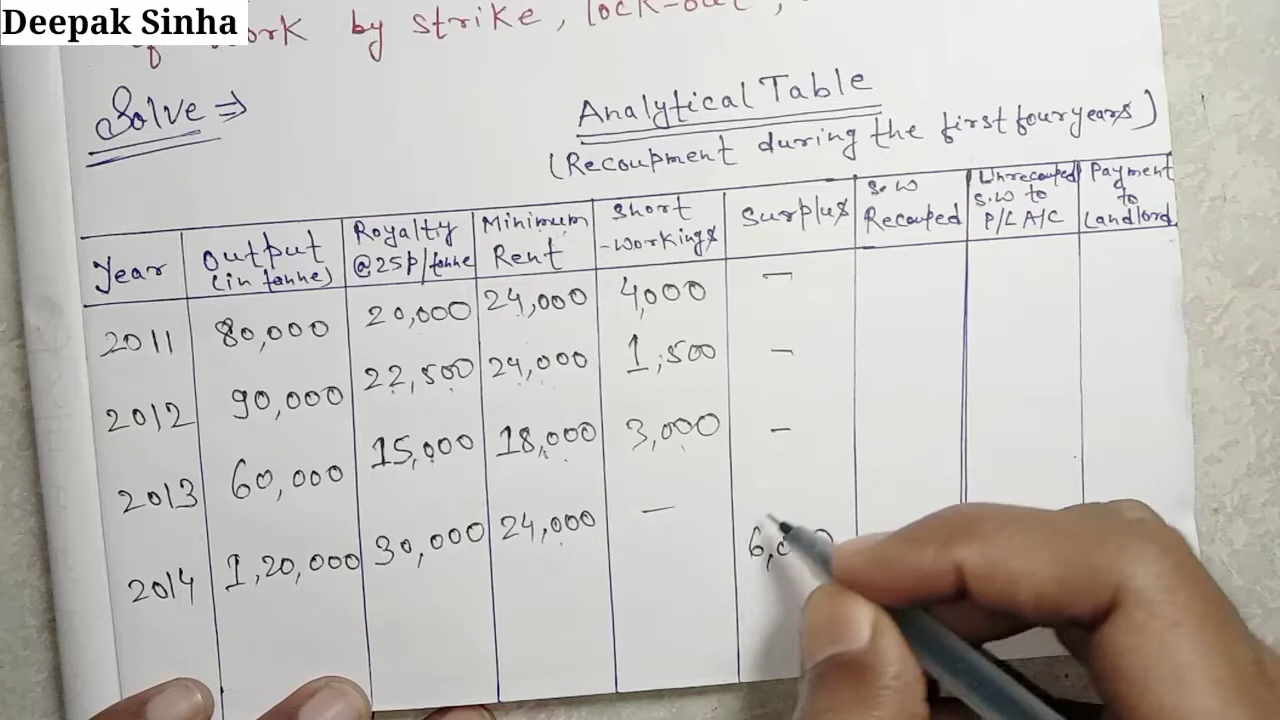 Deepak Sinha
work by strike, lock-out,
Solve ⇒
Analytical Table
(Recoupment during the first four years)
Year
Output (in tonne)
Royalty @25P/tonne
Minimum Rent
Short-workings
Surplus
S.W Recouped
Unrecouped S.W to P/L A/C
Payment to Landlord
2011 80,000 20,000 24,000 4,000 –
2012 90,000 22,500 24,000 1,500 –
2013 60,000 15,000 18,000 3,000 –
2014 1,20,000 30,000 24,000 –